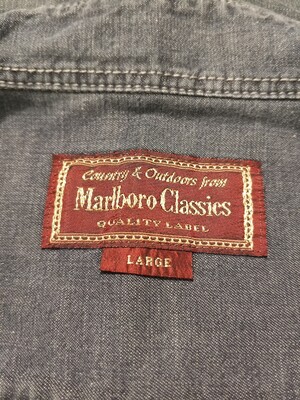 Country & Outdoors from
Marlboro Classics
QUALITY LABEL
LARGE